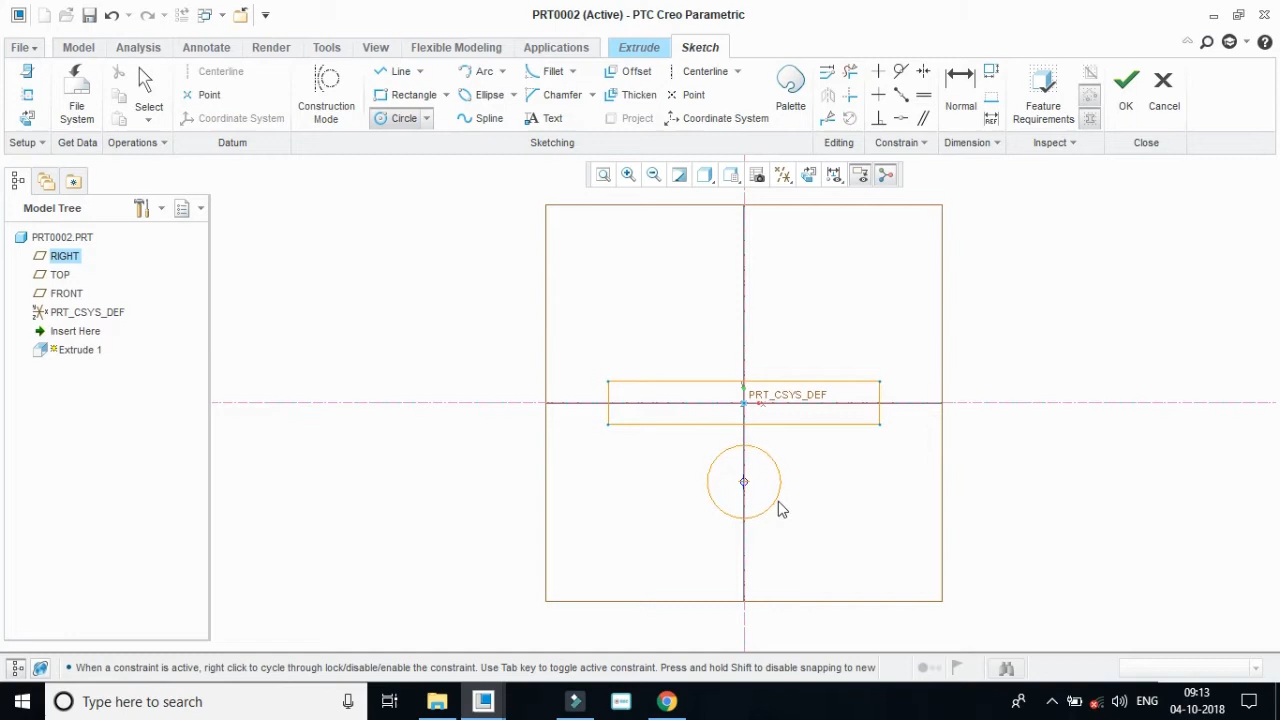 PRT0002 (Active) - PTC Creo Parametric
File Model Analysis Annotate Render Tools View Flexible Modeling Applications Extrude Sketch
Centerline Line Arc Fillet Offset Centerline
Point Rectangle Ellipse Chamfer Thicken Point
Coordinate System Circle Spline Text Project Coordinate System
File System
Select
Construction Mode
Palette
Normal
Feature Requirements
OK
Cancel
Setup Get Data Operations Datum Sketching Editing Constrain Dimension Inspect Close
Model Tree
PRT0002.PRT
RIGHT
TOP
FRONT
PRT_CSYS_DEF
Insert Here
Extrude 1
PRT_CSYS_DEF
• When a constraint is active, right click to cycle through lock/disable/enable the constraint. Use Tab key to toggle active constraint. Press and hold Shift to disable snapping to new
Type here to search
ENG
09:13
04-10-2018